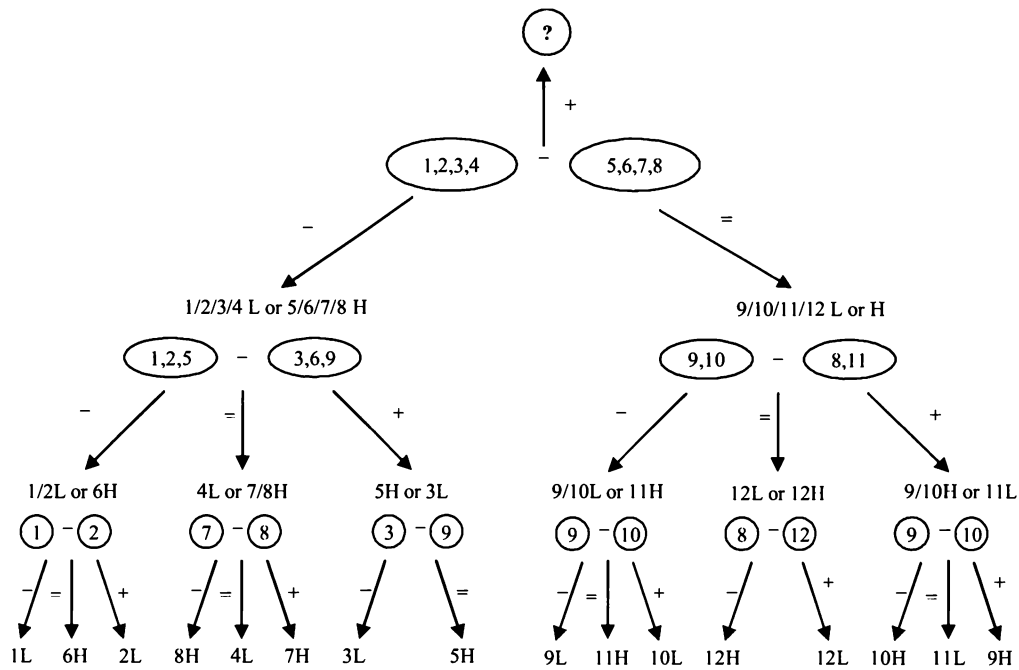 ?
+
1,2,3,4 – 5,6,7,8
– =
1/2/3/4 L or 5/6/7/8 H 9/10/11/12 L or H
1,2,5 – 3,6,9 9,10 – 8,11
– = + – = +
1/2L or 6H 4L or 7/8H 5H or 3L 9/10L or 11H 12L or 12H 9/10H or 11L
1 – 2 7 – 8 3 – 9 9 – 10 8 – 12 9 – 10
– = + – = + – = – = + – + – = +
1L 6H 2L 8H 4L 7H 3L 5H 9L 11H 10L 12H 12L 10H 11L 9H